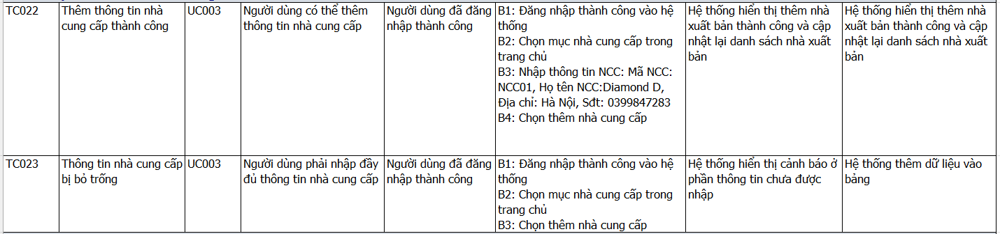 TC022
Thêm thông tin nhà
cung cấp thành công
UC003
Người dùng có thể thêm
thông tin nhà cung cấp
Người dùng đã đăng
nhập thành công
B1: Đăng nhập thành công vào hệ
thống
B2: Chọn mục nhà cung cấp trong
trang chủ
B3: Nhập thông tin NCC: Mã NCC:
NCC01, Họ tên NCC:Diamond D,
Địa chỉ: Hà Nội, Sđt: 0399847283
B4: Chọn thêm nhà cung cấp
Hệ thống hiển thị thêm nhà
xuất bản thành công và cập
nhật lại danh sách nhà xuất
bản
Hệ thống hiển thị thêm nhà
xuất bản thành công và cập
nhật lại danh sách nhà xuất
bản
TC023
Thông tin nhà cung cấp
bị bỏ trống
UC003
Người dùng phải nhập đầy
đủ thông tin nhà cung cấp
Người dùng đã đăng
nhập thành công
B1: Đăng nhập thành công vào hệ
thống
B2: Chọn mục nhà cung cấp trong
trang chủ
B3: Chọn thêm nhà cung cấp
Hệ thống hiển thị cảnh báo ở
phần thông tin chưa được
nhập
Hệ thống thêm dữ liệu vào
bảng